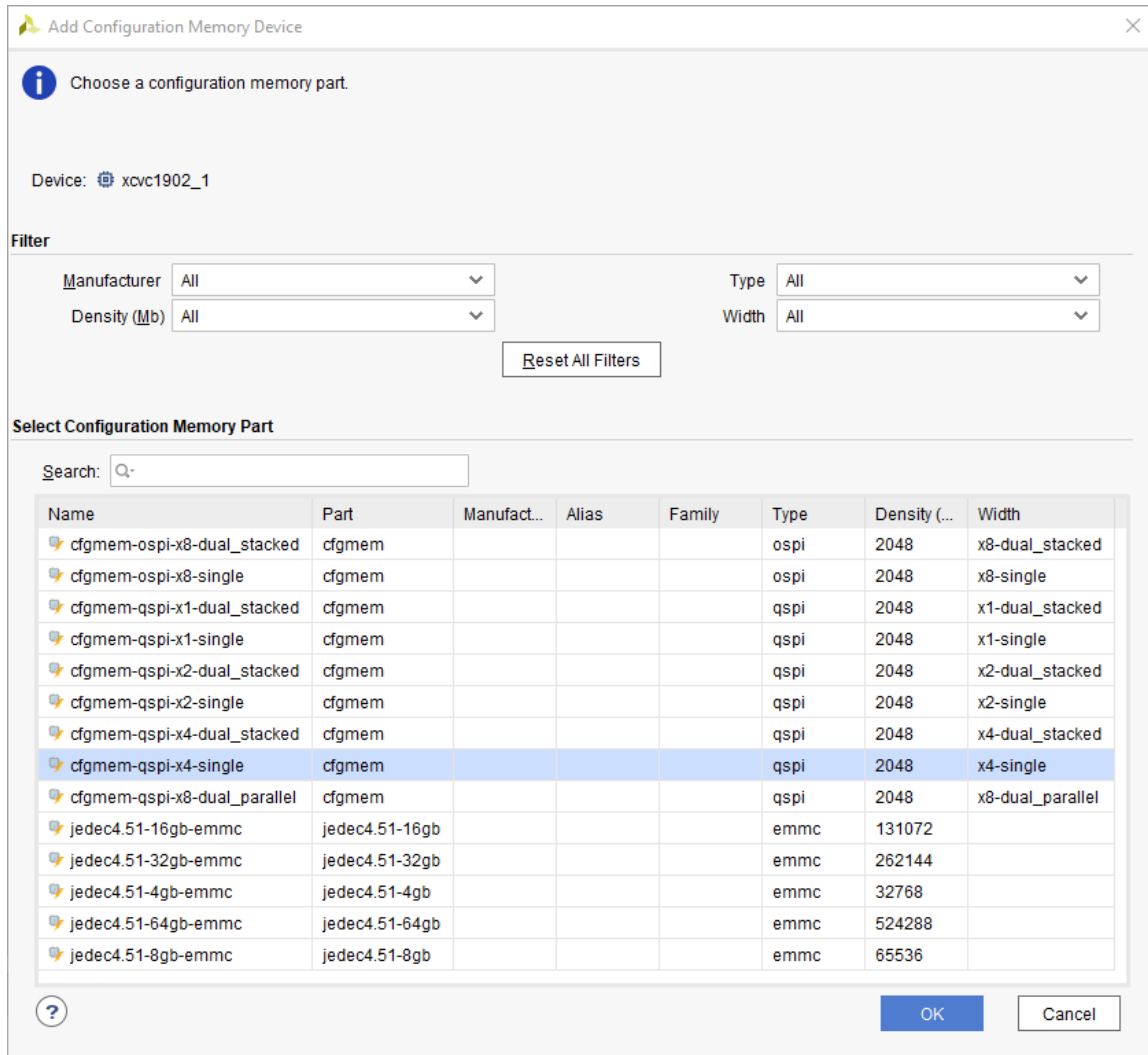 Add Configuration Memory Device
Choose a configuration memory part.
Device: xcvc1902_1
Filter
Manufacturer All Type All
Density (Mb) All Width All
Reset All Filters
Select Configuration Memory Part
Search:
Name Part Manufact... Alias Family Type Density (... Width
cfgmem-ospi-x8-dual_stacked cfgmem ospi 2048 x8-dual_stacked
cfgmem-ospi-x8-single cfgmem ospi 2048 x8-single
cfgmem-qspi-x1-dual_stacked cfgmem qspi 2048 x1-dual_stacked
cfgmem-qspi-x1-single cfgmem qspi 2048 x1-single
cfgmem-qspi-x2-dual_stacked cfgmem qspi 2048 x2-dual_stacked
cfgmem-qspi-x2-single cfgmem qspi 2048 x2-single
cfgmem-qspi-x4-dual_stacked cfgmem qspi 2048 x4-dual_stacked
cfgmem-qspi-x4-single cfgmem qspi 2048 x4-single
cfgmem-qspi-x8-dual_parallel cfgmem qspi 2048 x8-dual_parallel
jedec4.51-16gb-emmc jedec4.51-16gb emmc 131072
jedec4.51-32gb-emmc jedec4.51-32gb emmc 262144
jedec4.51-4gb-emmc jedec4.51-4gb emmc 32768
jedec4.51-64gb-emmc jedec4.51-64gb emmc 524288
jedec4.51-8gb-emmc jedec4.51-8gb emmc 65536
? OK Cancel